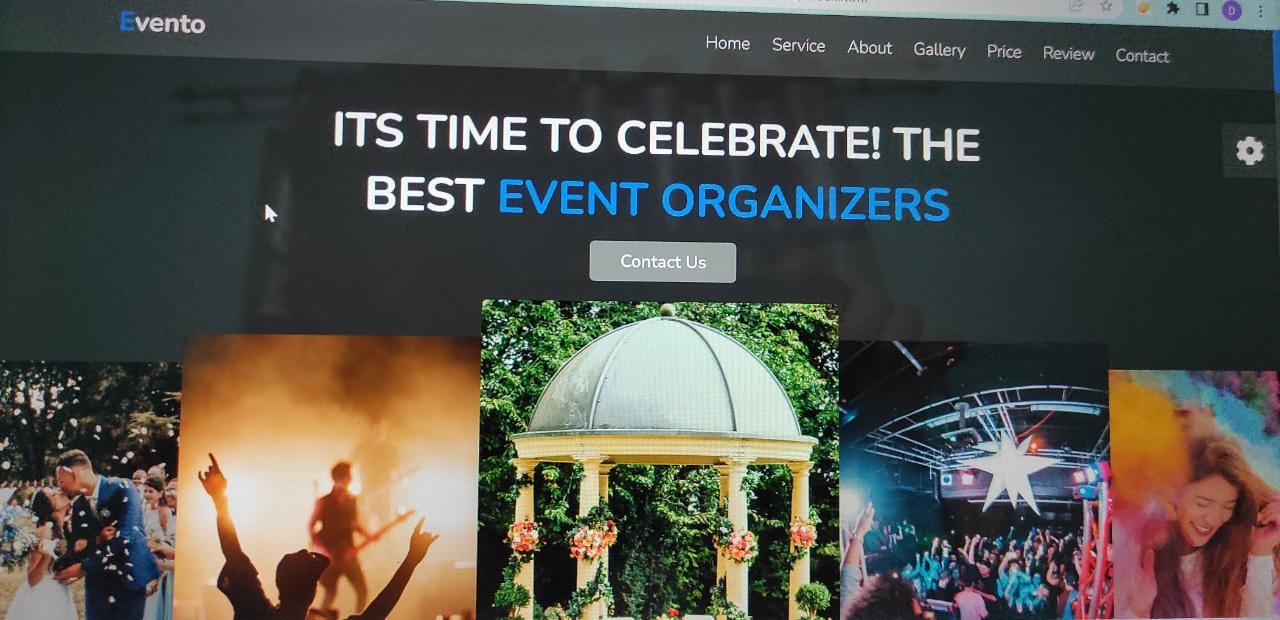 Evento
Home Service About Gallery Price Review Contact
ITS TIME TO CELEBRATE! THE
BEST EVENT ORGANIZERS
Contact Us
D